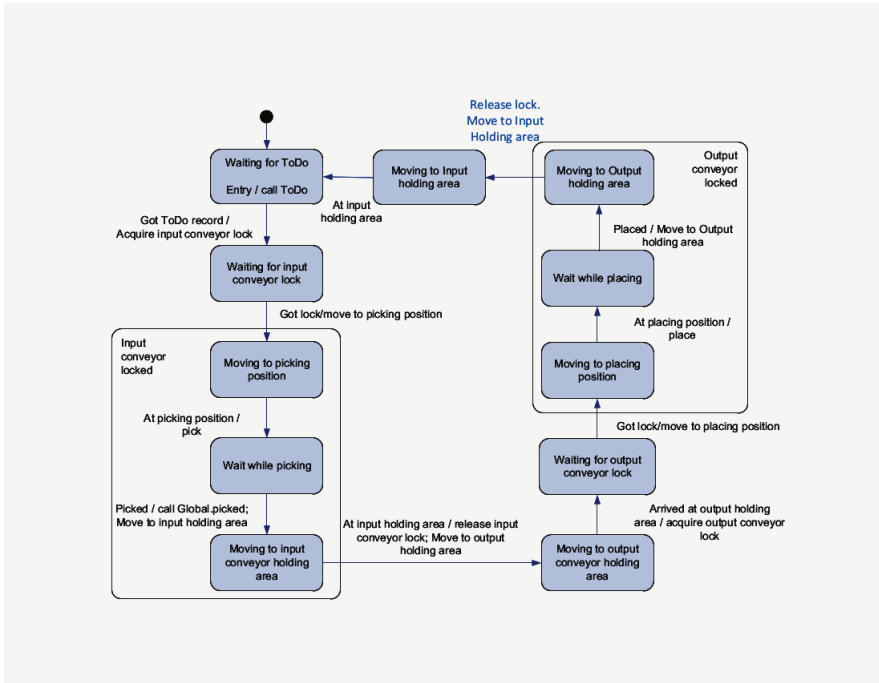 Release lock.
Move to Input
Holding area
Waiting for ToDo
Entry / call ToDo
Moving to Input
holding area
Moving to Output
holding area
Output
conveyor
locked
At input
holding area
Got ToDo record /
Acquire input conveyor lock
Placed / Move to Output
holding area
Waiting for input
conveyor lock
Wait while placing
Got lock/move to picking position
At placing position /
place
Input
conveyor
locked
Moving to picking
position
Moving to placing
position
At picking position /
pick
Got lock/move to placing position
Wait while picking
Waiting for output
conveyor lock
Picked / call Global.picked;
Move to input holding area
At input holding area / release input
conveyor lock; Move to output
holding area
Arrived at output holding
area / acquire output conveyor
lock
Moving to input
conveyor holding
area
Moving to output
conveyor holding
area